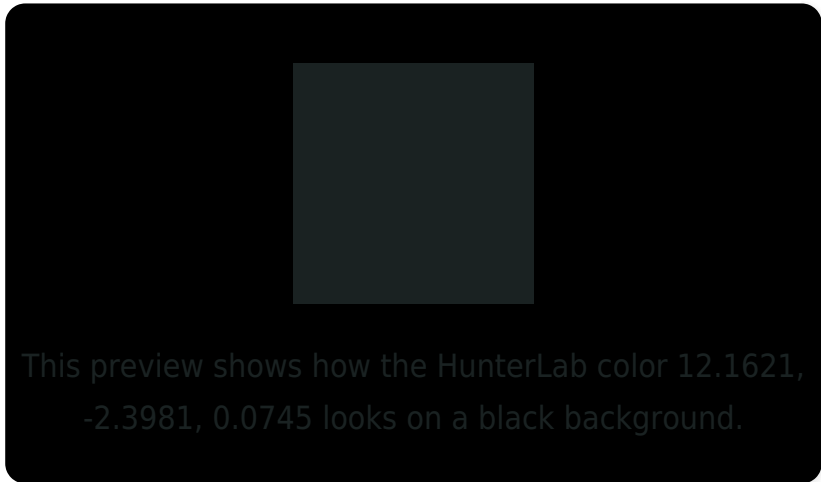 This preview shows how the HunterLab color 12.1621,
-2.3981, 0.0745 looks on a black background.